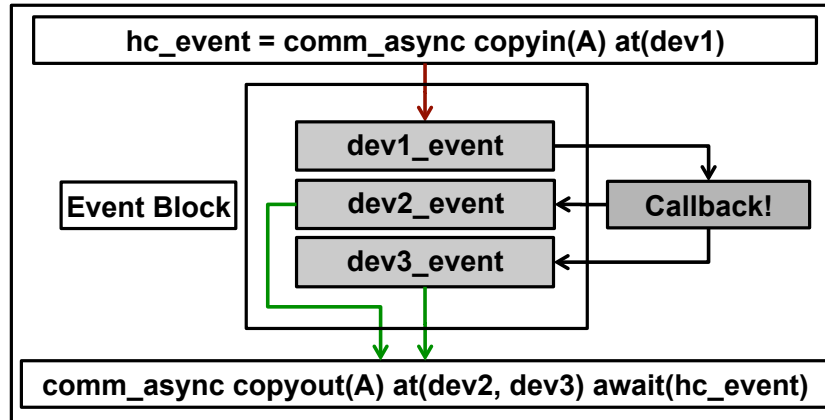 hc_event = comm_async copyin(A) at(dev1)
dev1_event
Event Block
dev2_event
Callback!
dev3_event
comm_async copyout(A) at(dev2, dev3) await(hc_event)